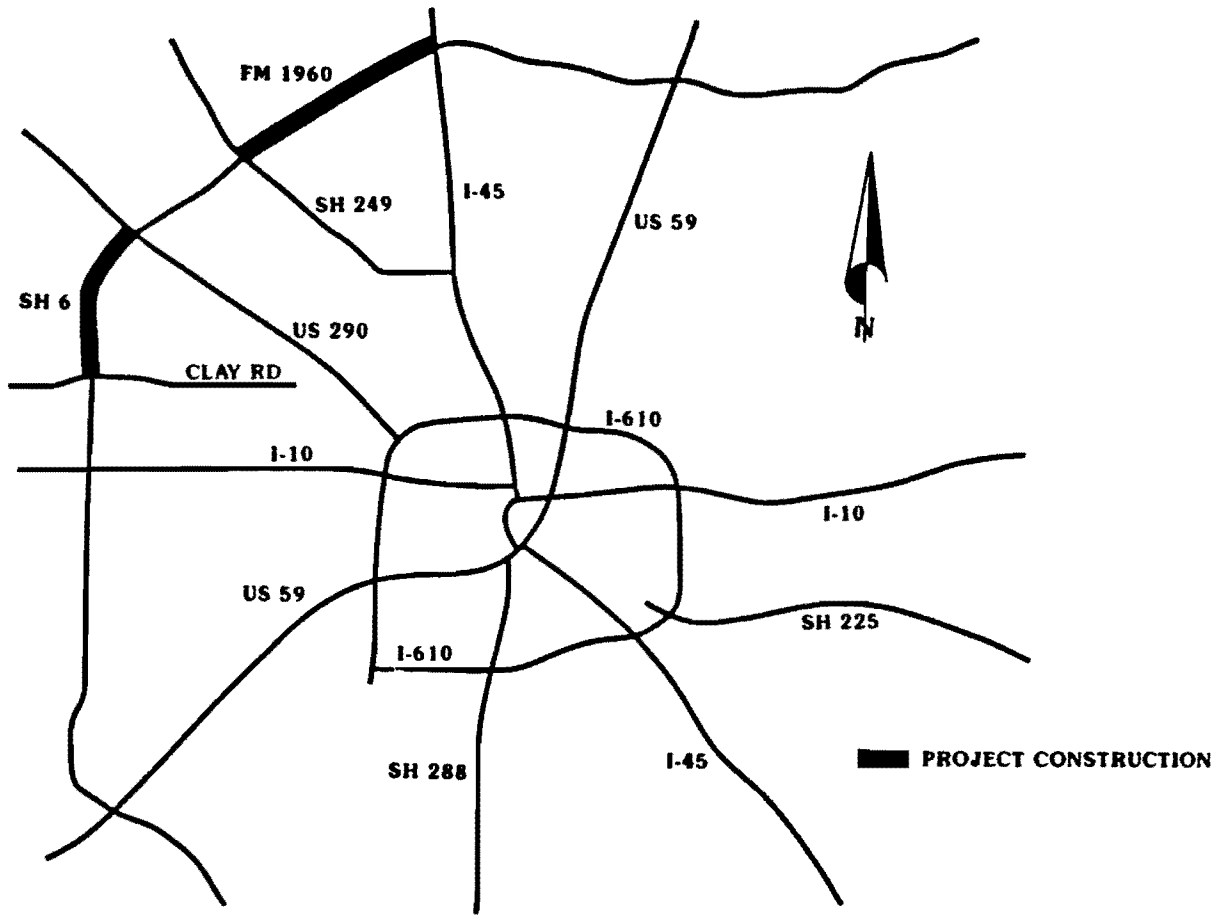 FM 1960
SH 249
I-45
US 59
SH 6
N
US 290
CLAY RD
I-610
I-10
I-10
US 59
SH 225
I-610
SH 288
I-45
PROJECT CONSTRUCTION